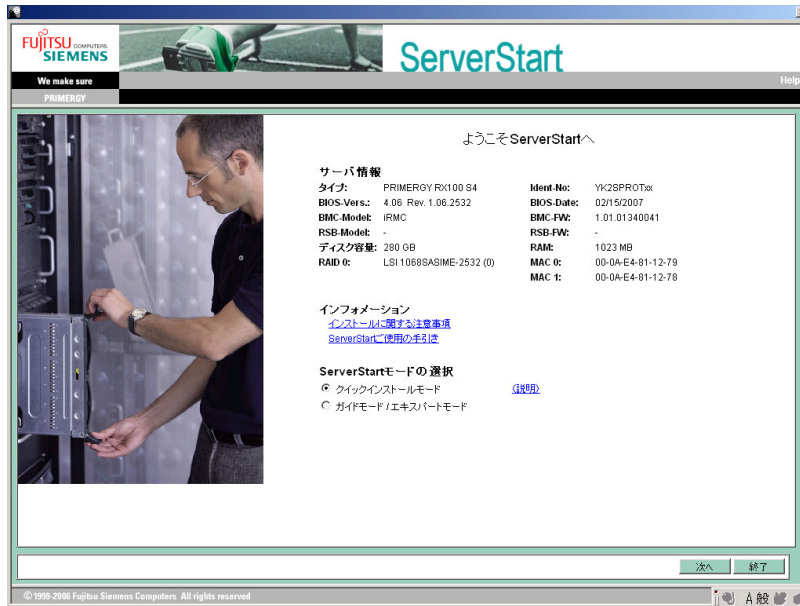 FUJITSU COMPUTERS
SIEMENS
ServerStart
We make sure
Help
PRIMERGY
ようこそServerStartへ
サーバ情報
タイプ: PRIMERGY RX100 S4 Ident-No: YK2SPROTxx
BIOS-Vers.: 4.06 Rev. 1.06.2532 BIOS-Date: 02/15/2007
BMC-Model: iRMC BMC-FW: 1.01.01340041
RSB-Model: - RSB-FW: -
ディスク容量: 280 GB RAM: 1023 MB
RAID 0: LSI 1068SASIME-2532 (0) MAC 0: 00-0A-E4-81-12-79
MAC 1: 00-0A-E4-81-12-78
インフォメーション
インストールに関する注意事項
ServerStartご使用の手引き
ServerStartモードの選択
クイックインストールモード (説明)
ガイドモード / エキスパートモード
次へ 終了
© 1999-2006 Fujitsu Siemens Computers All rights reserved
A 般